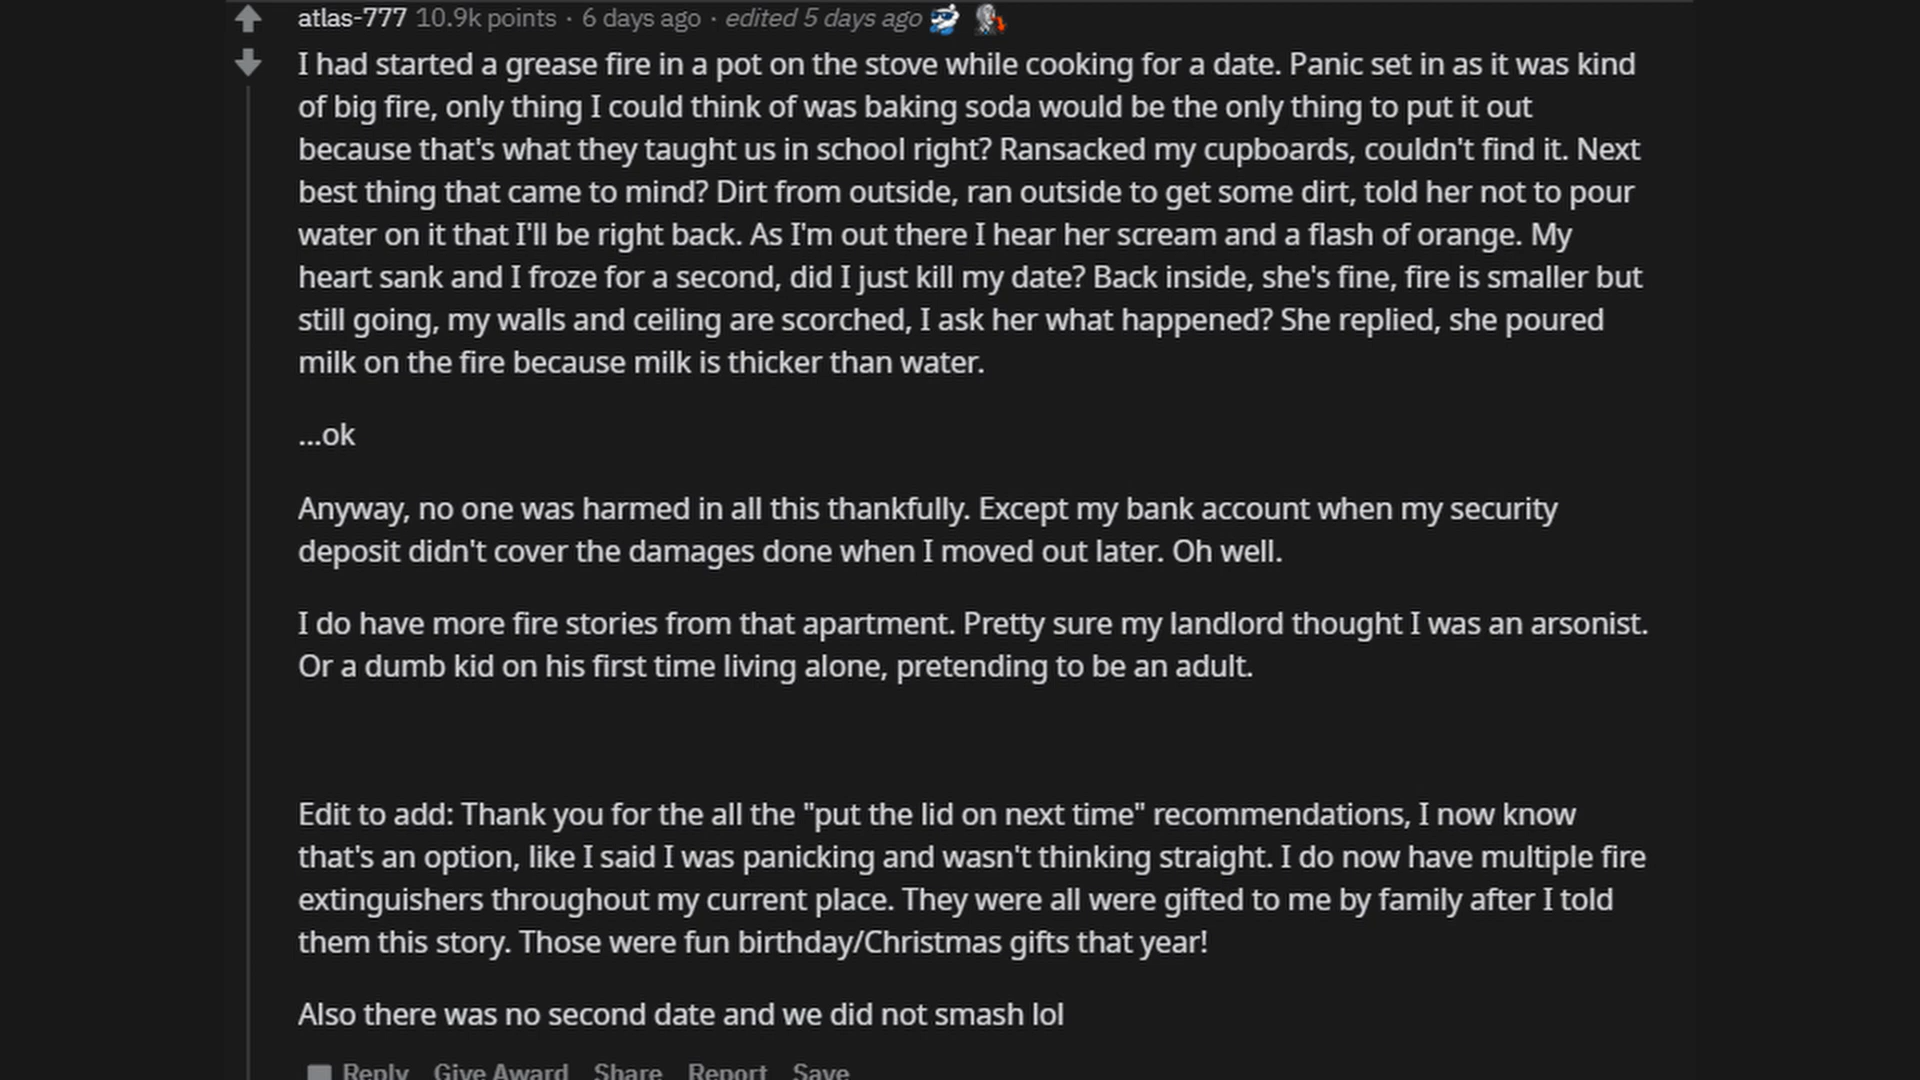 atlas-777 10.9k points · 6 days ago · edited 5 days ago
I had started a grease fire in a pot on the stove while cooking for a date. Panic set in as it was kind
of big fire, only thing I could think of was baking soda would be the only thing to put it out
because that's what they taught us in school right? Ransacked my cupboards, couldn't find it. Next
best thing that came to mind? Dirt from outside, ran outside to get some dirt, told her not to pour
water on it that I'll be right back. As I'm out there I hear her scream and a flash of orange. My
heart sank and I froze for a second, did I just kill my date? Back inside, she's fine, fire is smaller but
still going, my walls and ceiling are scorched, I ask her what happened? She replied, she poured
milk on the fire because milk is thicker than water.
...ok
Anyway, no one was harmed in all this thankfully. Except my bank account when my security
deposit didn't cover the damages done when I moved out later. Oh well.
I do have more fire stories from that apartment. Pretty sure my landlord thought I was an arsonist.
Or a dumb kid on his first time living alone, pretending to be an adult.
Edit to add: Thank you for the all the "put the lid on next time" recommendations, I now know
that's an option, like I said I was panicking and wasn't thinking straight. I do now have multiple fire
extinguishers throughout my current place. They were all were gifted to me by family after I told
them this story. Those were fun birthday/Christmas gifts that year!
Also there was no second date and we did not smash lol
Reply Give Award Share Report Save